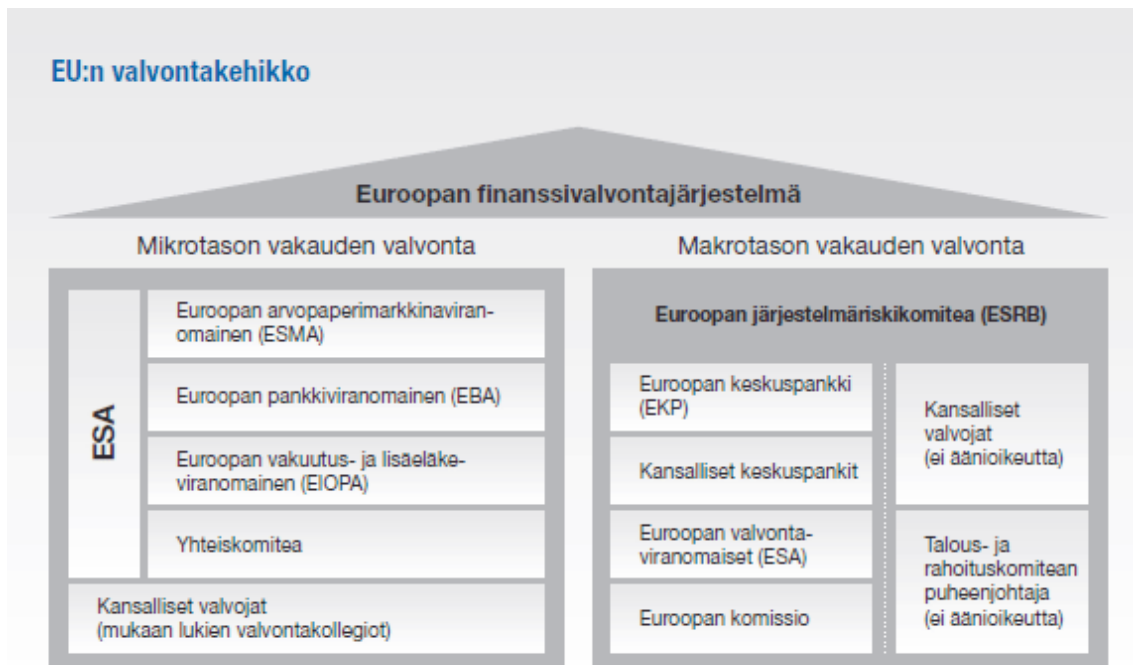 EU:n valvontakehikko
Euroopan finanssivalvontajärjestelmä
Mikrotason vakauden valvonta
ESA
Euroopan arvopaperimarkkinaviran-
omainen (ESMA)
Euroopan pankkiviranomainen (EBA)
Euroopan vakuutus- ja lisäeläke-
viranomainen (EIOPA)
Yhteiskomitea
Kansalliset valvojat
(mukaan lukien valvontakollegiot)
Makrotason vakauden valvonta
Euroopan järjestelmäriskikomitea (ESRB)
Euroopan keskuspankki
(EKP)
Kansalliset keskuspankit
Euroopan valvonta-
viranomaiset (ESA)
Euroopan komissio
Kansalliset
valvojat
(ei äänioikeutta)
Talous- ja
rahoituskomitean
puheenjohtaja
(ei äänioikeutta)